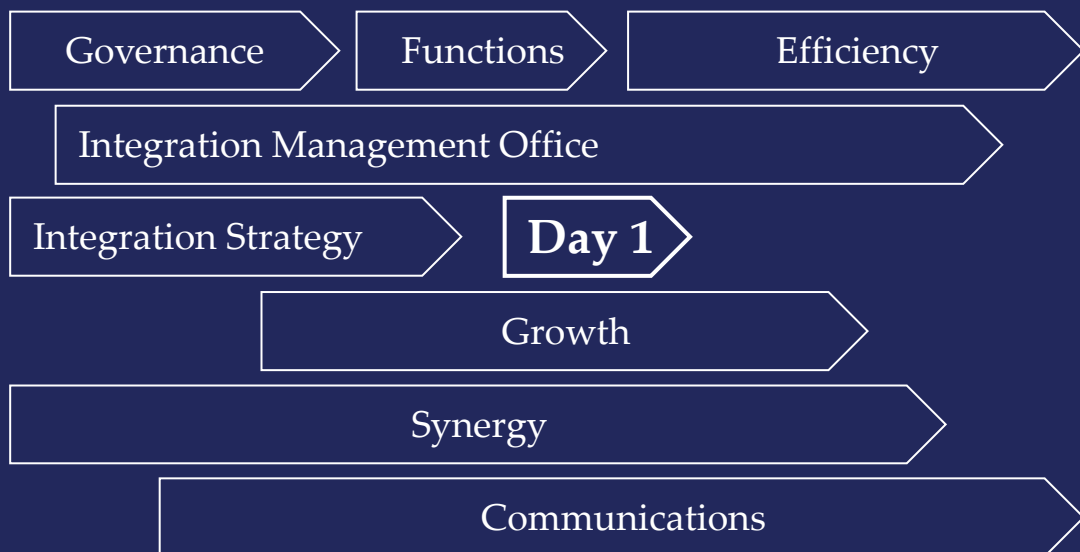 Governance
Functions
Efficiency
Integration Management Office
Integration Strategy
Day 1
Growth
Synergy
Communications